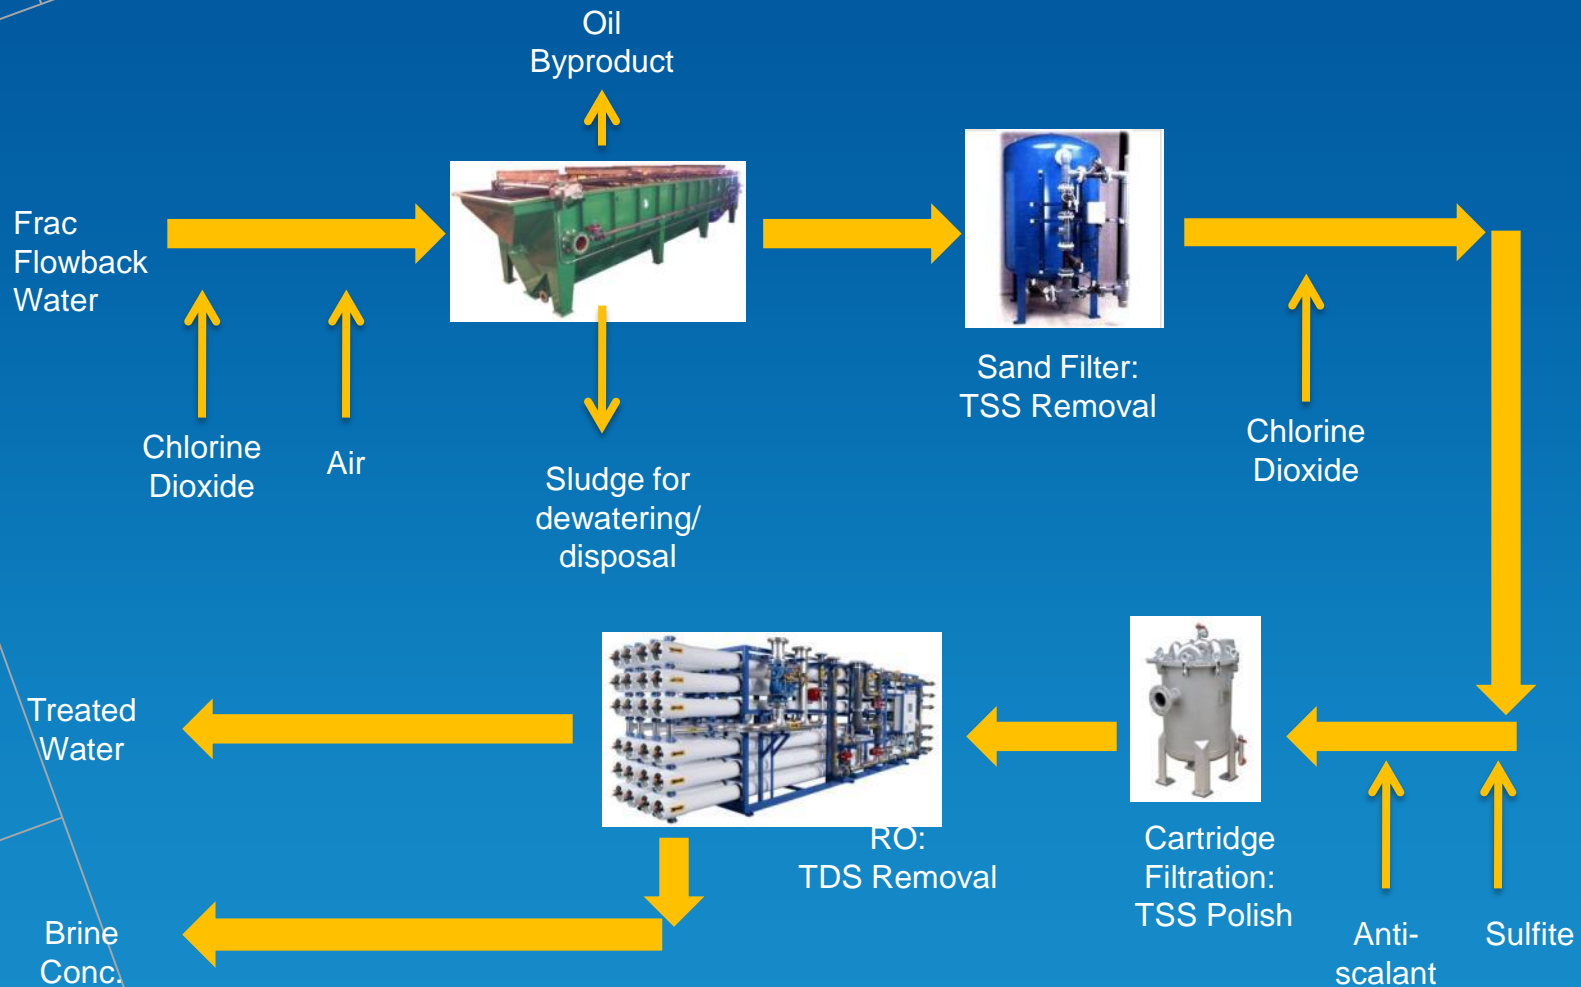 Oil
Byproduct
Frac
Flowback
Water
Chlorine
Dioxide
Air
Sludge for
dewatering/
disposal
Sand Filter:
TSS Removal
Chlorine
Dioxide
Treated
Water
RO:
TDS Removal
Cartridge
Filtration:
TSS Polish
Anti-
scalant
Sulfite
Brine
Conc.